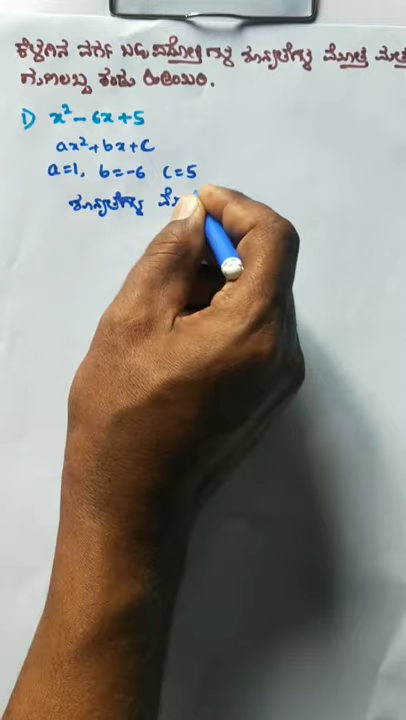 ಕೆಳಗಿನ ವರ್ಗ ಬಹುಪದೋಕ್ತಿಗಳ ಶೂನ್ಯತೆಗಳ ಮೊತ್ತ ಮತ್ತು
ಗುಣಲಬ್ಧ ಕಂಡು ಹಿಡಿಯಿರಿ.
1) x² - 6x + 5
ax² + bx + c
a = 1, b = -6 c = 5
ಶೂನ್ಯತೆಗಳ ಮೊ